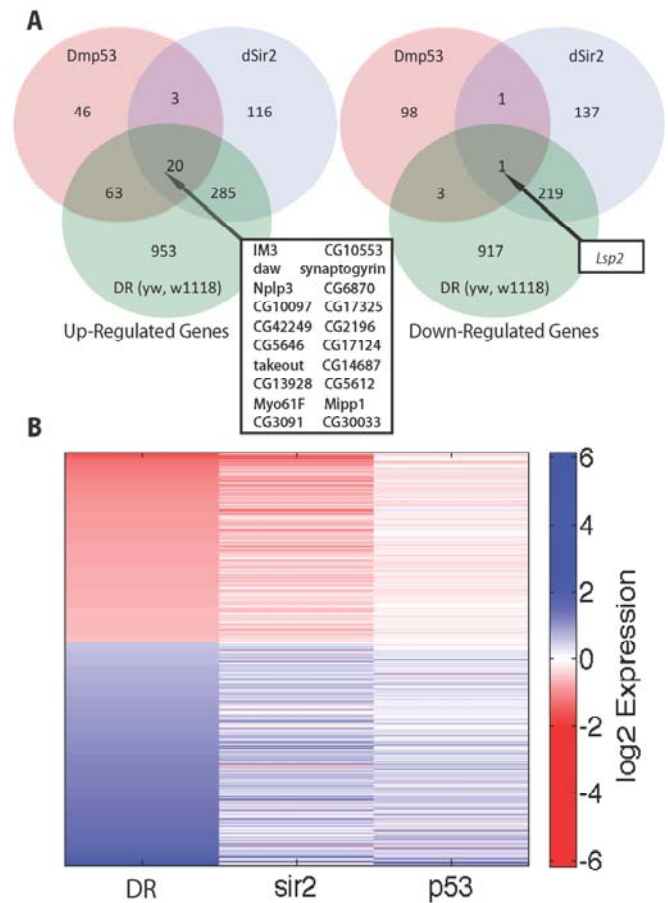 A
Dmp53
dSir2
46
3
116
20
63
285
953
DR (yw, w1118)
Up-Regulated Genes
IM3 CG10553
daw synaptogyrin
Nplp3 CG6870
CG10097 CG17325
CG42249 CG2196
CG5646 CG17124
takeout CG14687
CG13928 CG5612
Myo61F Mipp1
CG3091 CG30033
Dmp53
dSir2
98
1
137
1
3
219
917
DR (yw, w1118)
Down-Regulated Genes
Lsp2
B
6
4
2
0
-2
-4
-6
log2 Expression
DR sir2 p53